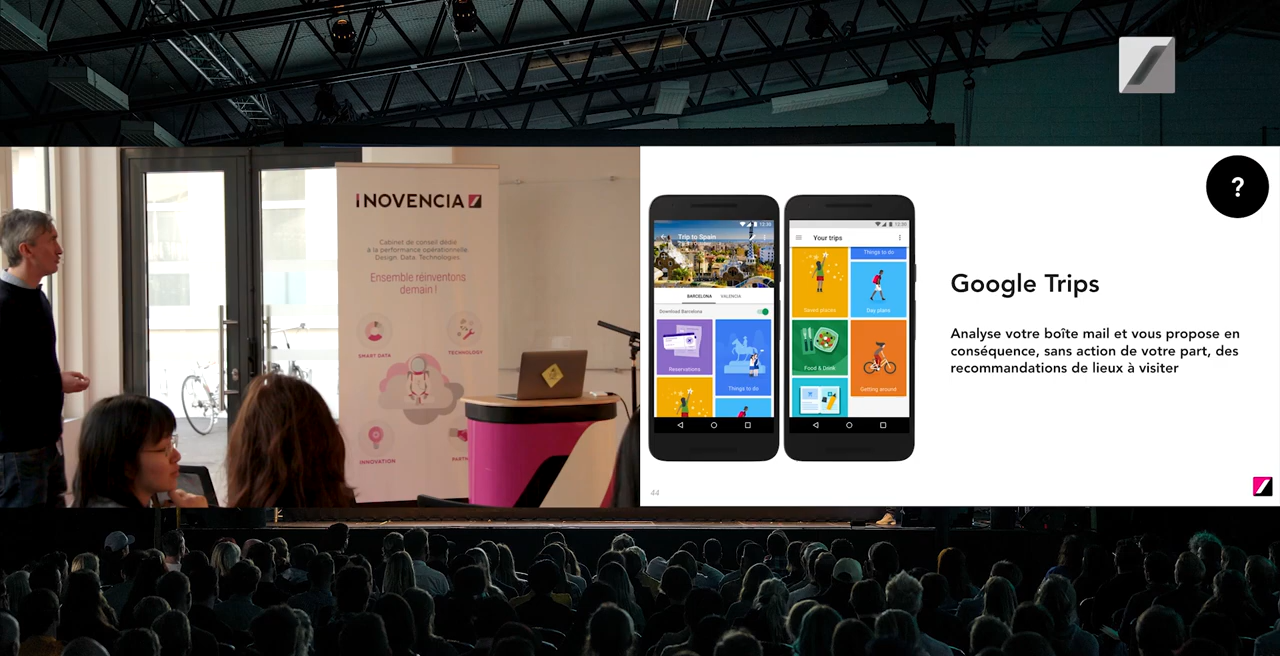 INOVENCIA
Cabinet de conseil dédié
à la performance opérationnelle.
Design. Data. Technologies.
Ensemble réinventons
demain !
SMART DATA
TECHNOLOGY
INNOVATION
PART
Trip to Spain
BARCELONA VALENCIA
Download Barcelona
Reservations
Things to do
12:30
Your trips
Things to do
Saved places
Day plans
Food & Drink
Getting around
?
Google Trips
Analyse votre boîte mail et vous propose en
conséquence, sans action de votre part, des
recommandations de lieux à visiter
44